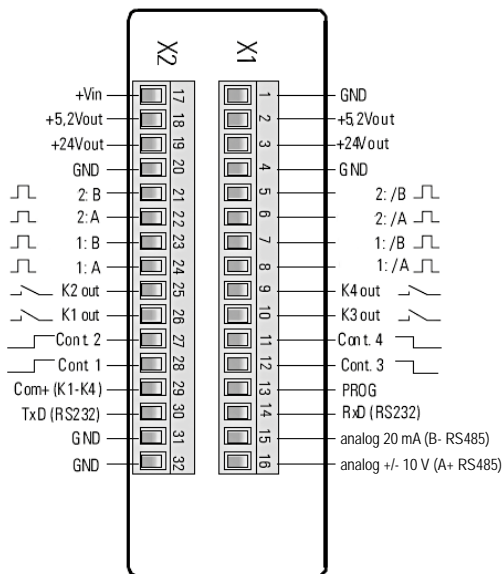 X2 X1
+Vin 17 1 GND
+5,2Vout 18 2 +5,2Vout
+24Vout 19 3 +24Vout
GND 20 4 GND
2: B 21 5 2: /B
2: A 22 6 2: /A
1: B 23 7 1: /B
1: A 24 8 1: /A
K2 out 25 9 K4 out
K1 out 26 10 K3 out
Cont. 2 27 11 Cont. 4
Cont. 1 28 12 Cont. 3
Com+ (K1-K4) 29 13 PROG
TxD (RS232) 30 14 RxD (RS232)
GND 31 15 analog 20 mA (B- RS485)
GND 32 16 analog +/- 10 V (A+ RS485)